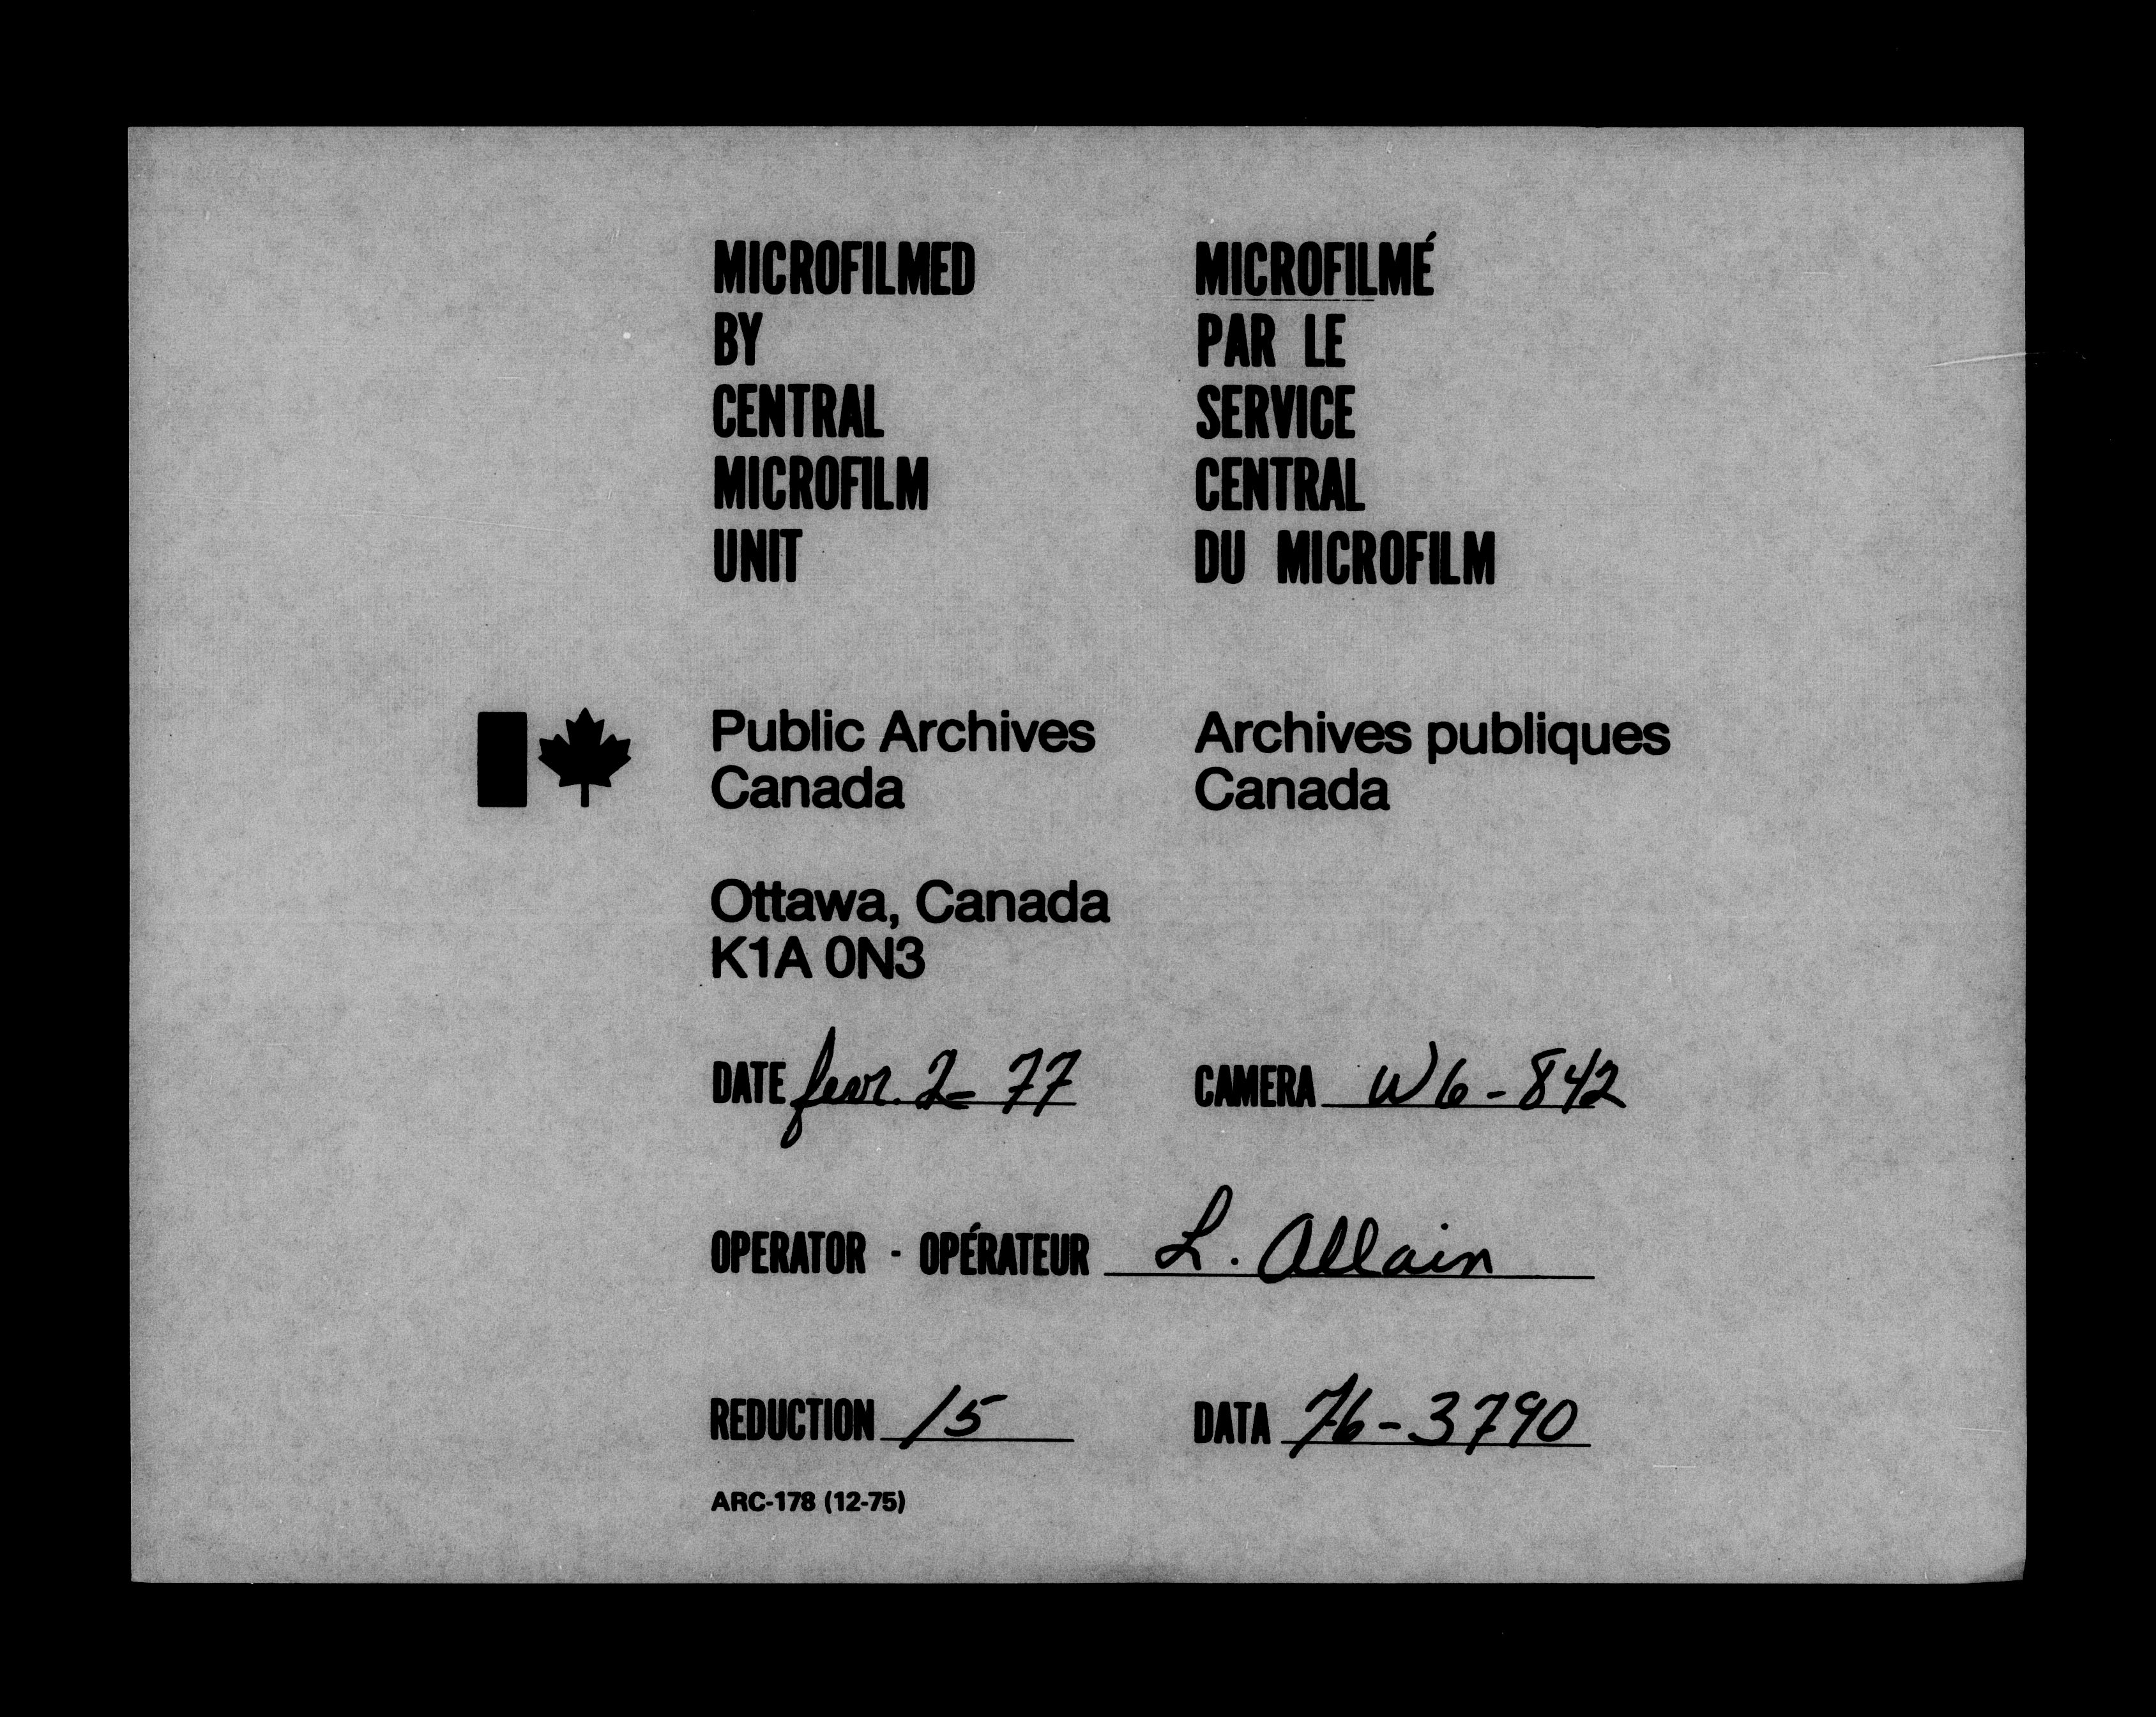 MICROFILMED
BY
CENTRAL
MICROFILM
UNIT
MICROFILMÉ
PAR LE
SERVICE
CENTRAL
DU MICROFILM
Public Archives
Canada
Archives publiques
Canada
Ottawa, Canada
K1A 0N3
DATE fevr. 2- 77
CAMERA W6-842
OPERATOR - OPÉRATEUR L. Allain
REDUCTION 15
DATA 76-3790
ARC-178 (12-75)